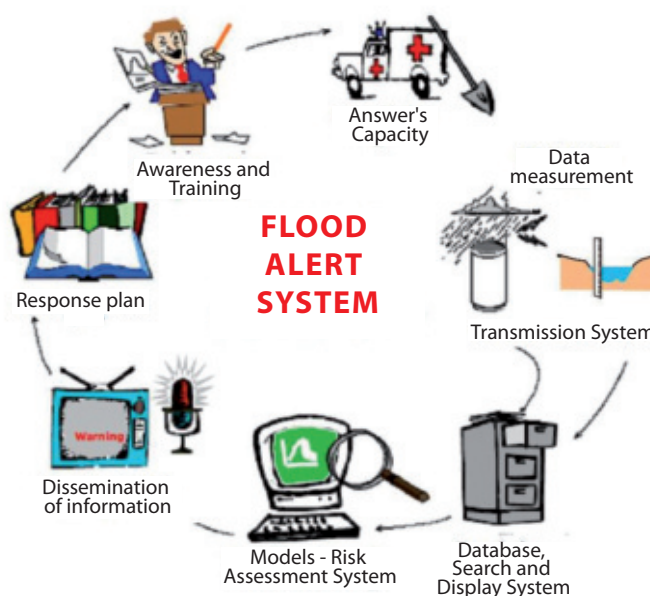 Answer's
Capacity
Awareness and
Training
Data
measurement
FLOOD
ALERT
SYSTEM
Response plan
Transmission System
Warning
Dissemination
of information
Models - Risk
Assessment System
Database,
Search and
Display System